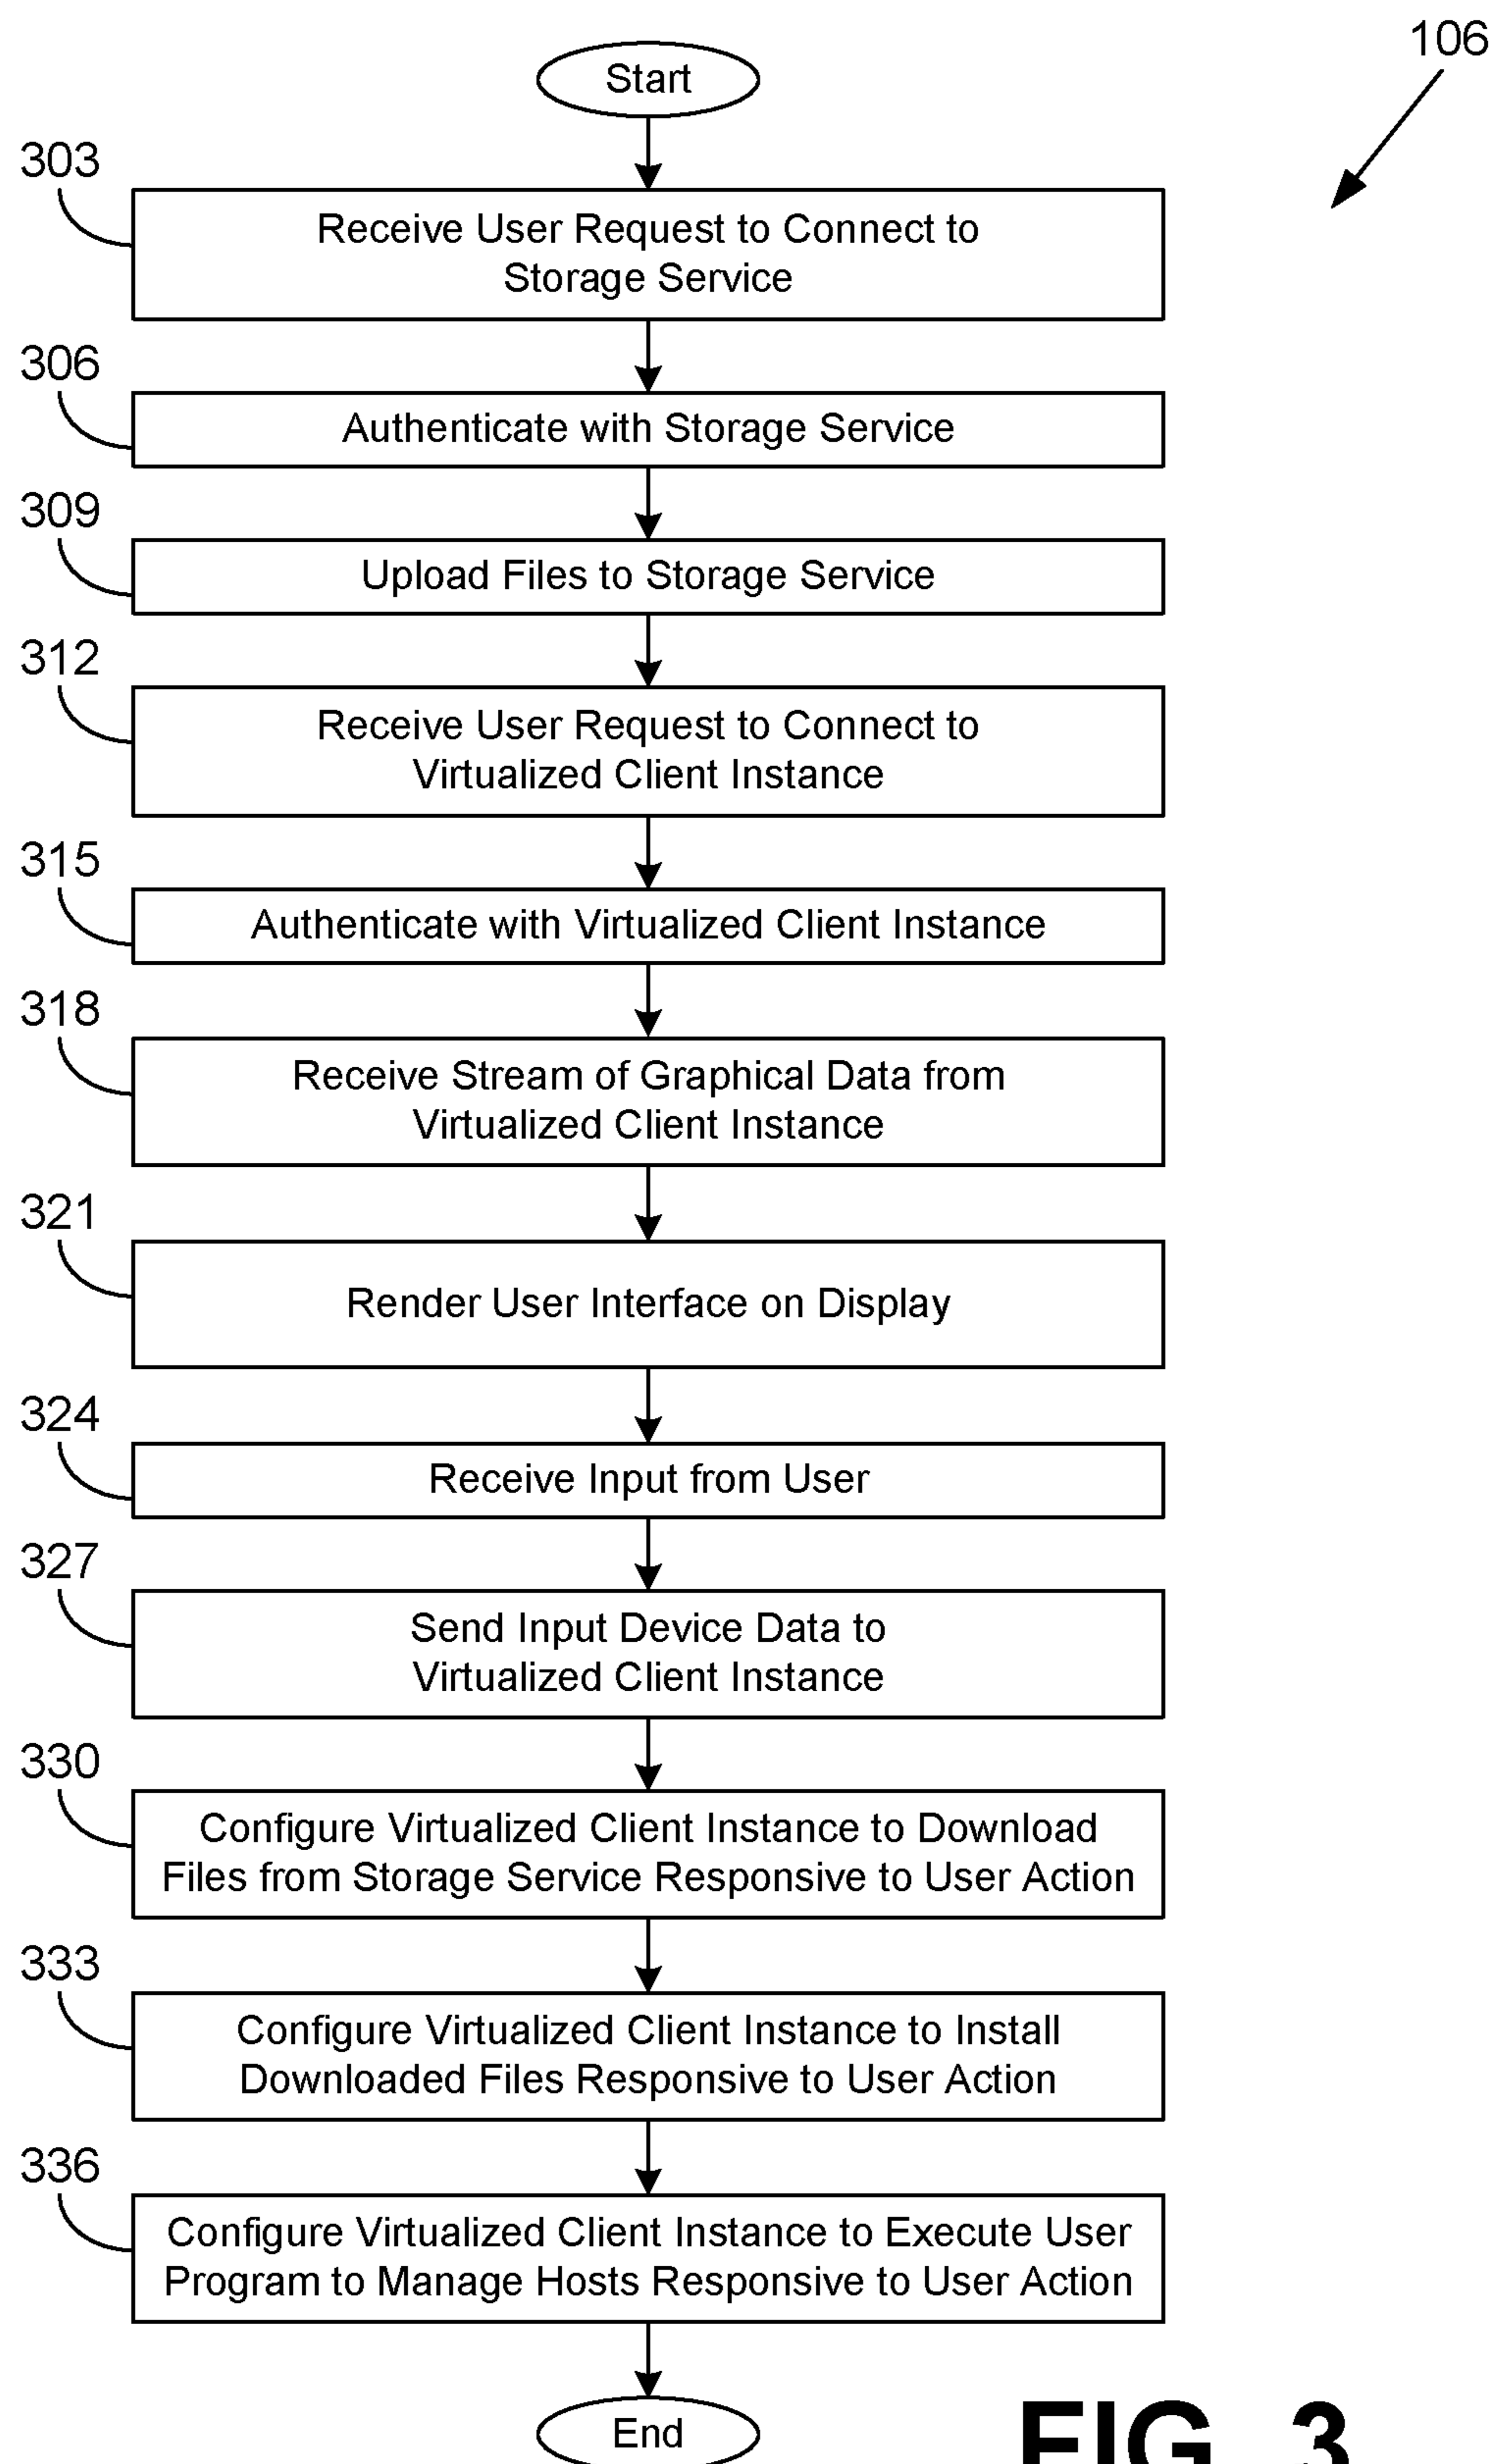 106
Start
303
Receive User Request to Connect to
Storage Service
306
Authenticate with Storage Service
309
Upload Files to Storage Service
312
Receive User Request to Connect to
Virtualized Client Instance
315
Authenticate with Virtualized Client Instance
318
Receive Stream of Graphical Data from
Virtualized Client Instance
321
Render User Interface on Display
324
Receive Input from User
327
Send Input Device Data to
Virtualized Client Instance
330
Configure Virtualized Client Instance to Download
Files from Storage Service Responsive to User Action
333
Configure Virtualized Client Instance to Install
Downloaded Files Responsive to User Action
336
Configure Virtualized Client Instance to Execute User
Program to Manage Hosts Responsive to User Action
End
FIG. 3